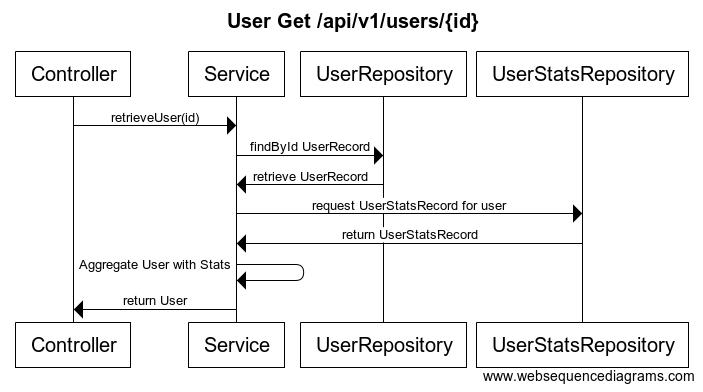 User Get /api/v1/users/{id}
Controller
Service
UserRepository
UserStatsRepository
retrieveUser(id)
findById UserRecord
retrieve UserRecord
request UserStatsRecord for user
return UserStatsRecord
Aggregate User with Stats
return User
Controller
Service
UserRepository
UserStatsRepository
www.websequencediagrams.com